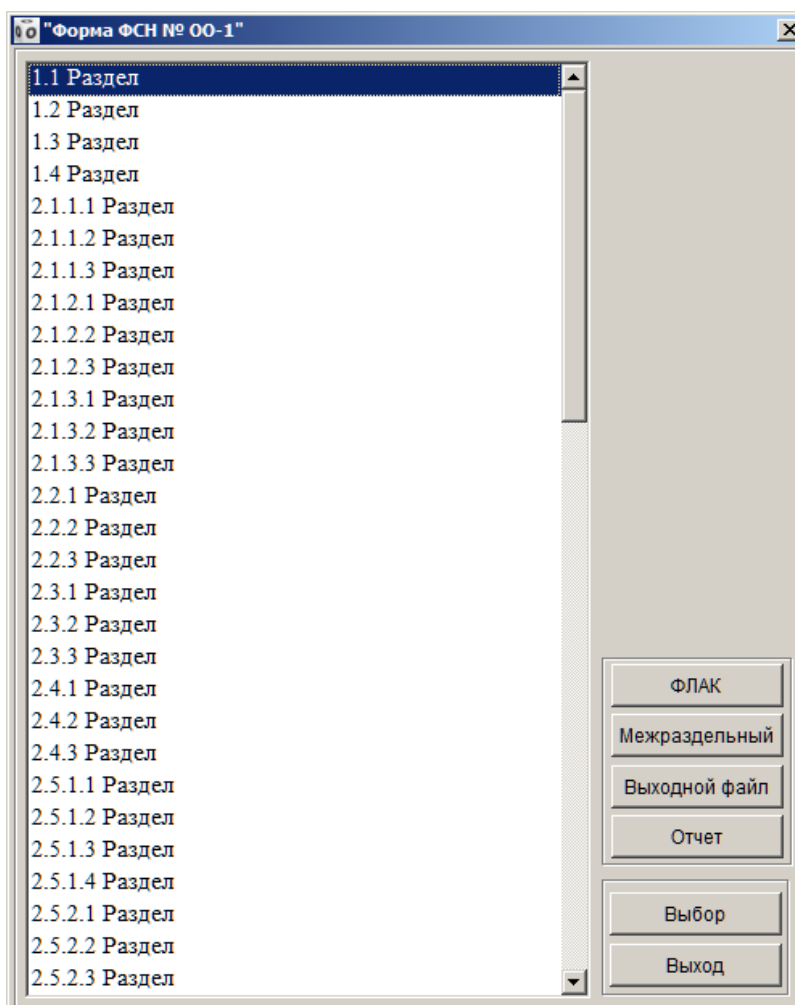 "Форма ФСН № ОО-1"
1.1 Раздел
1.2 Раздел
1.3 Раздел
1.4 Раздел
2.1.1.1 Раздел
2.1.1.2 Раздел
2.1.1.3 Раздел
2.1.2.1 Раздел
2.1.2.2 Раздел
2.1.2.3 Раздел
2.1.3.1 Раздел
2.1.3.2 Раздел
2.1.3.3 Раздел
2.2.1 Раздел
2.2.2 Раздел
2.2.3 Раздел
2.3.1 Раздел
2.3.2 Раздел
2.3.3 Раздел
2.4.1 Раздел
2.4.2 Раздел
2.4.3 Раздел
2.5.1.1 Раздел
2.5.1.2 Раздел
2.5.1.3 Раздел
2.5.1.4 Раздел
2.5.2.1 Раздел
2.5.2.2 Раздел
2.5.2.3 Раздел
ФЛАК
Межраздельный
Выходной файл
Отчет
Выбор
Выход